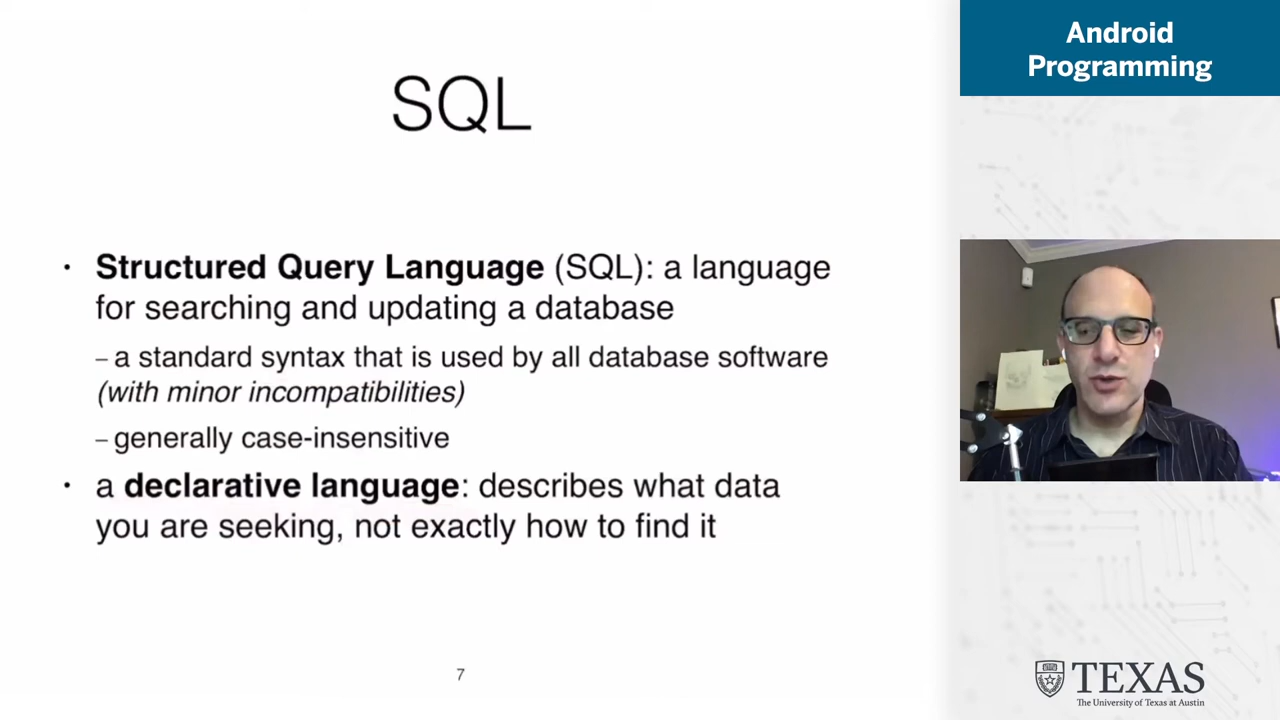 SQL
• Structured Query Language (SQL): a language
for searching and updating a database
– a standard syntax that is used by all database software
(with minor incompatibilities)
– generally case-insensitive
• a declarative language: describes what data
you are seeking, not exactly how to find it
7
Android
Programming
TEXAS
The University of Texas at Austin